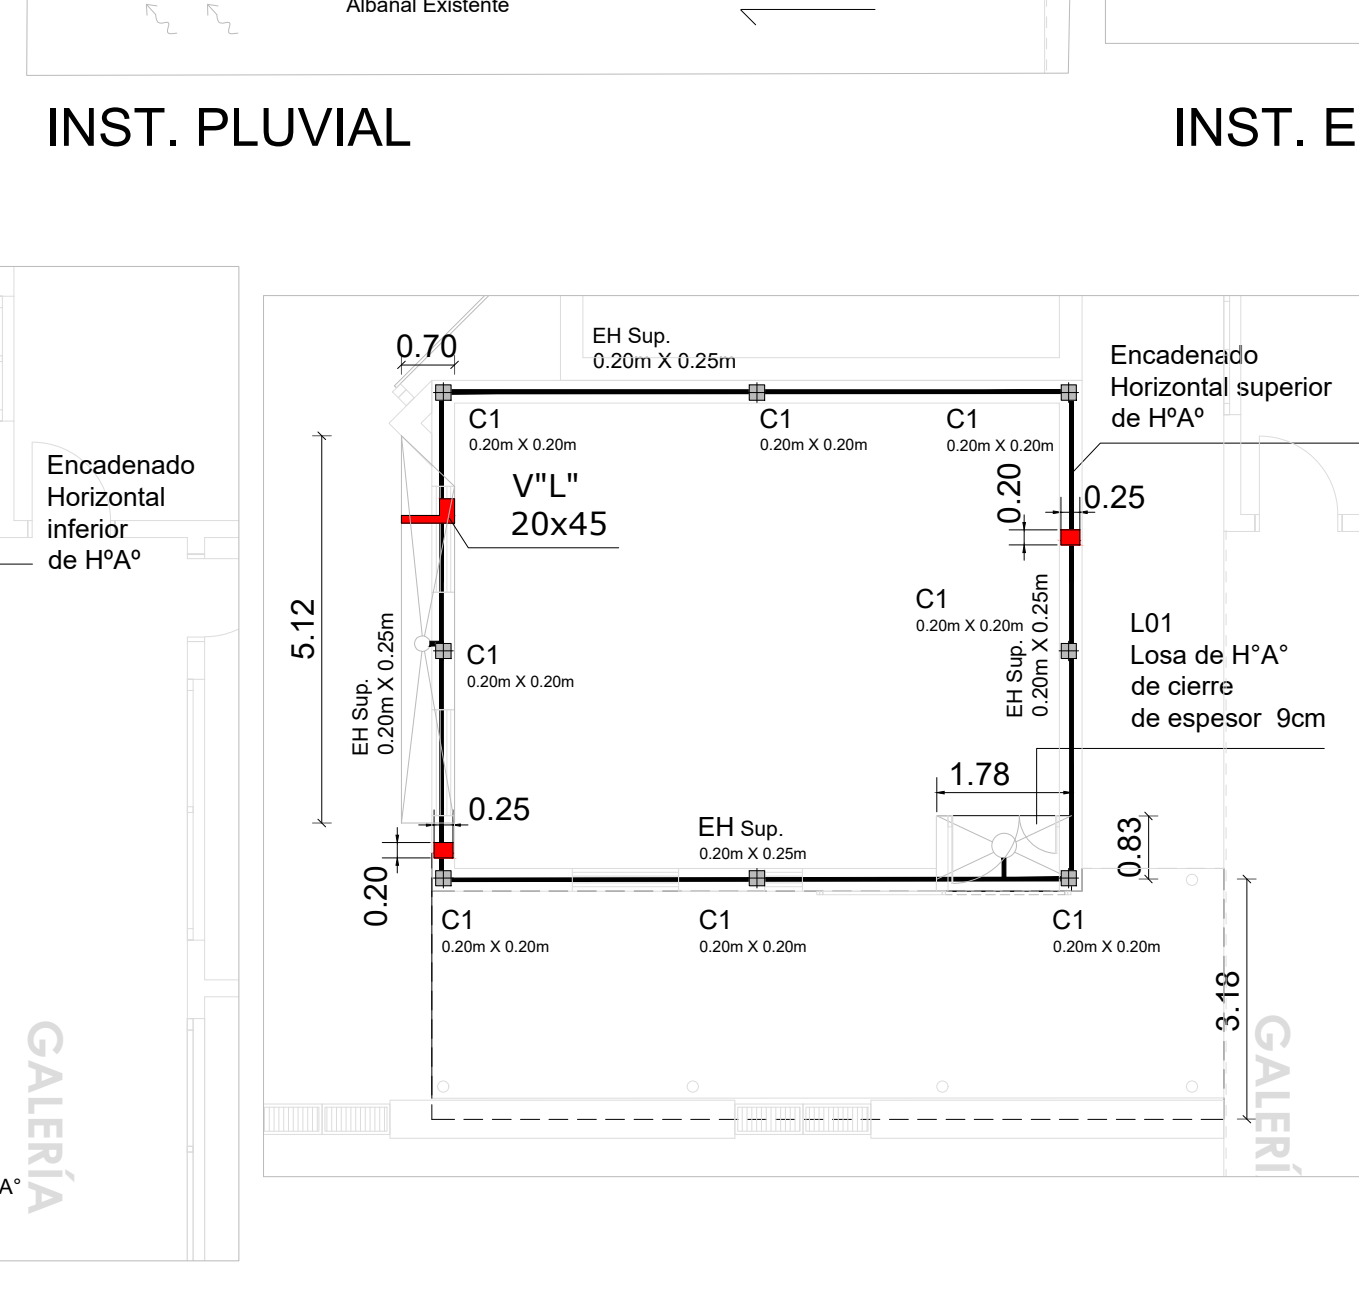 Albañal Existente
INST. PLUVIAL
INST. E
0.70
EH Sup.
0.20m X 0.25m
Encadenado
Horizontal superior
de HºAº
C1
0.20m X 0.20m
C1
0.20m X 0.20m
C1
0.20m X 0.20m
Encadenado
Horizontal
inferior
de HºAº
V"L"
20x45
0.20
0.25
5.12
EH Sup.
0.20m X 0.25m
C1
0.20m X 0.20m
C1
0.20m X 0.20m
EH Sup.
0.20m X 0.25m
L01
Losa de H°A°
de cierre
de espesor 9cm
1.78
0.25
0.20
EH Sup.
0.20m X 0.25m
0.83
C1
0.20m X 0.20m
C1
0.20m X 0.20m
C1
0.20m X 0.20m
3.18
GALERÍA
GALERÍ
A°